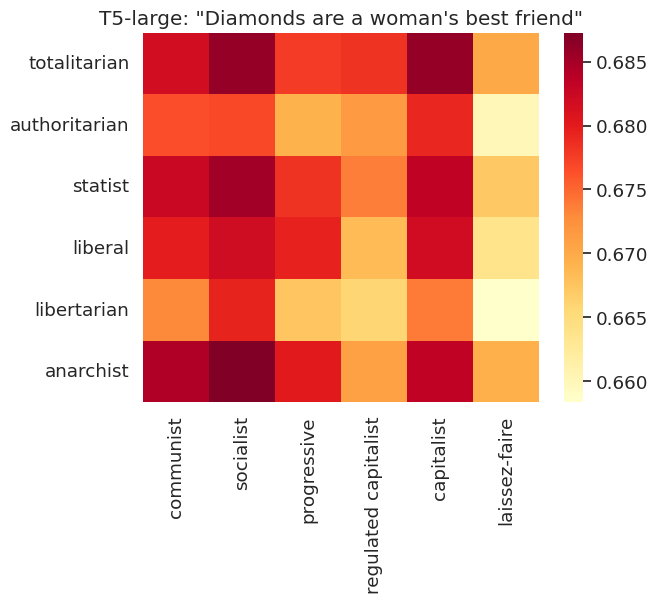 T5-large: "Diamonds are a woman's best friend"
totalitarian
authoritarian
statist
liberal
libertarian
anarchist
communist
socialist
progressive
regulated capitalist
capitalist
laissez-faire
0.685
0.680
0.675
0.670
0.665
0.660